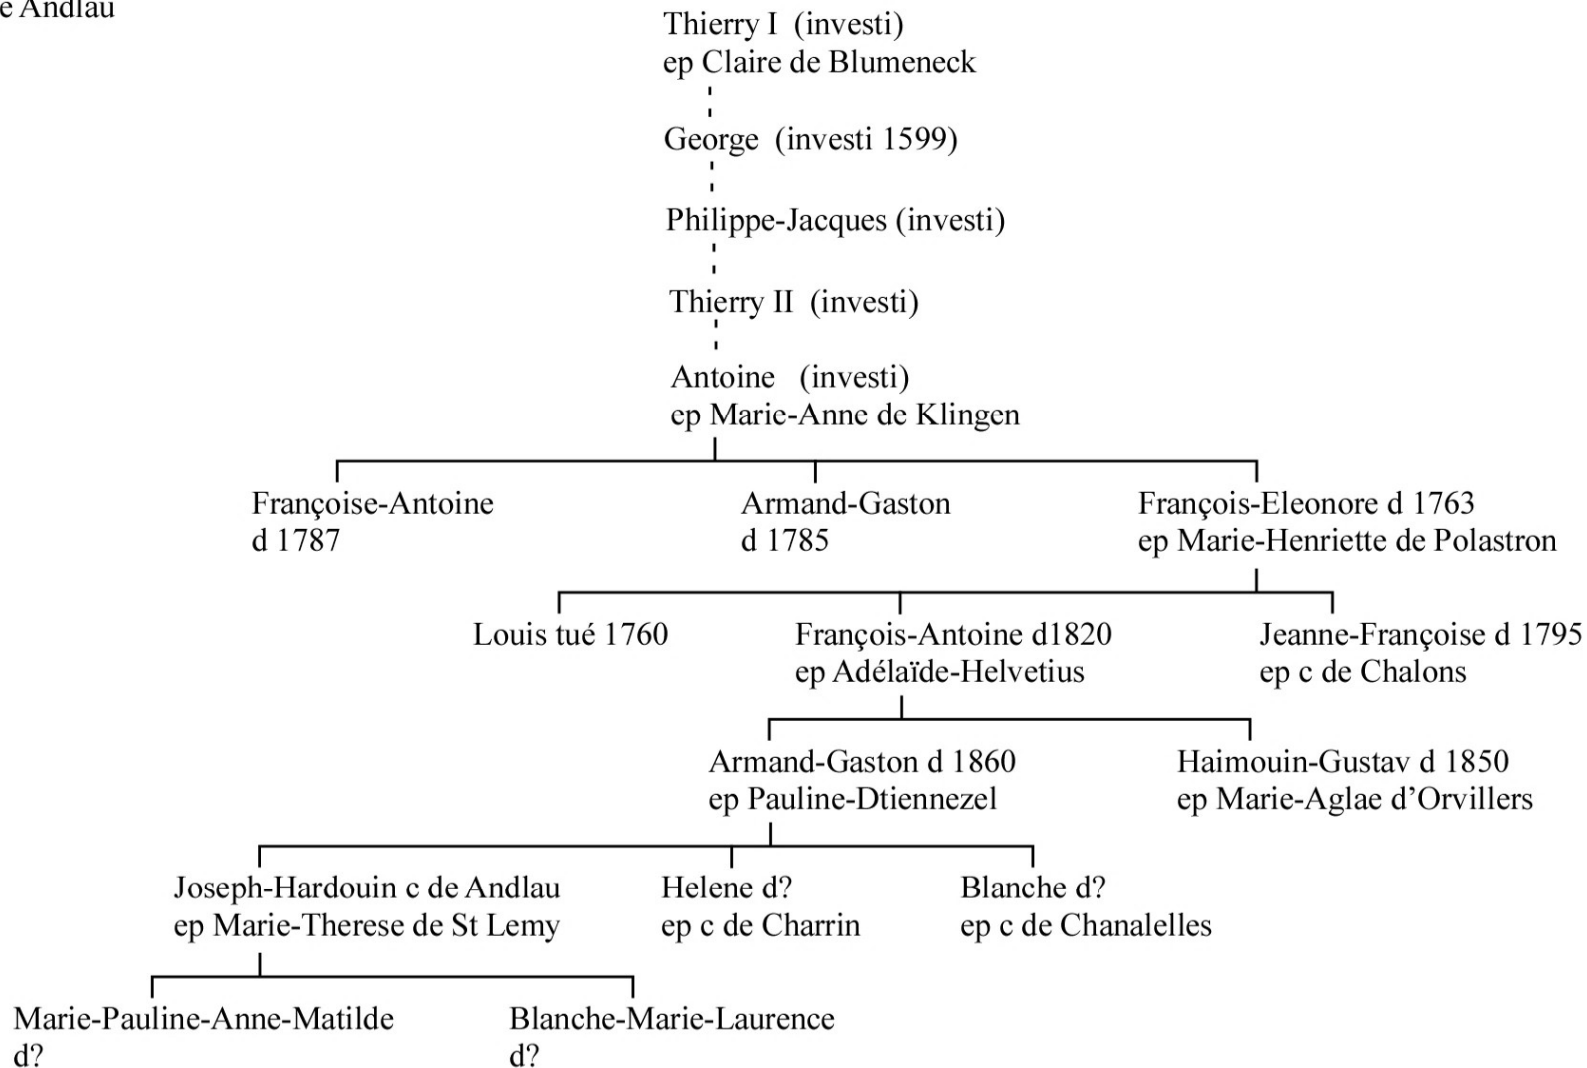 e Andlau
Thierry I (investi)
ep Claire de Blumeneck
George (investi 1599)
Philippe-Jacques (investi)
Thierry II (investi)
Antoine (investi)
ep Marie-Anne de Klingen
Françoise-Antoine
d 1787
Armand-Gaston
d 1785
François-Eleonore d 1763
ep Marie-Henriette de Polastron
Louis tué 1760
François-Antoine d1820
ep Adélaïde-Helvetius
Jeanne-Françoise d 1795
ep c de Chalons
Armand-Gaston d 1860
ep Pauline-Dtiennezel
Haimouin-Gustav d 1850
ep Marie-Aglae d’Orvillers
Joseph-Hardouin c de Andlau
ep Marie-Therese de St Lemy
Helene d?
ep c de Charrin
Blanche d?
ep c de Chanalelles
Marie-Pauline-Anne-Matilde
d?
Blanche-Marie-Laurence
d?